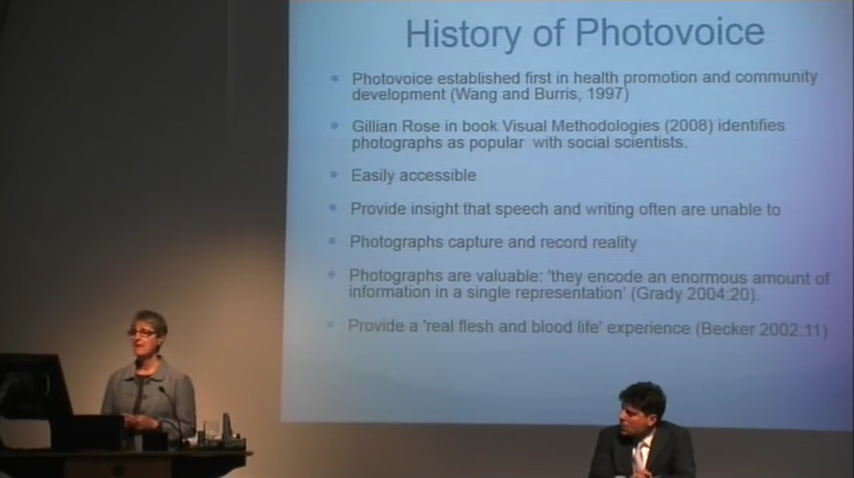 History of Photovoice
Photovoice established first in health promotion and community
development (Wang and Burris, 1997)
Gillian Rose in book Visual Methodologies (2008) identifies
photographs as popular with social scientists.
Easily accessible
Provide insight that speech and writing often are unable to
Photographs capture and record reality
Photographs are valuable: 'they encode an enormous amount of
information in a single representation' (Grady 2004:20).
Provide a 'real flesh and blood life' experience (Becker 2002:11)